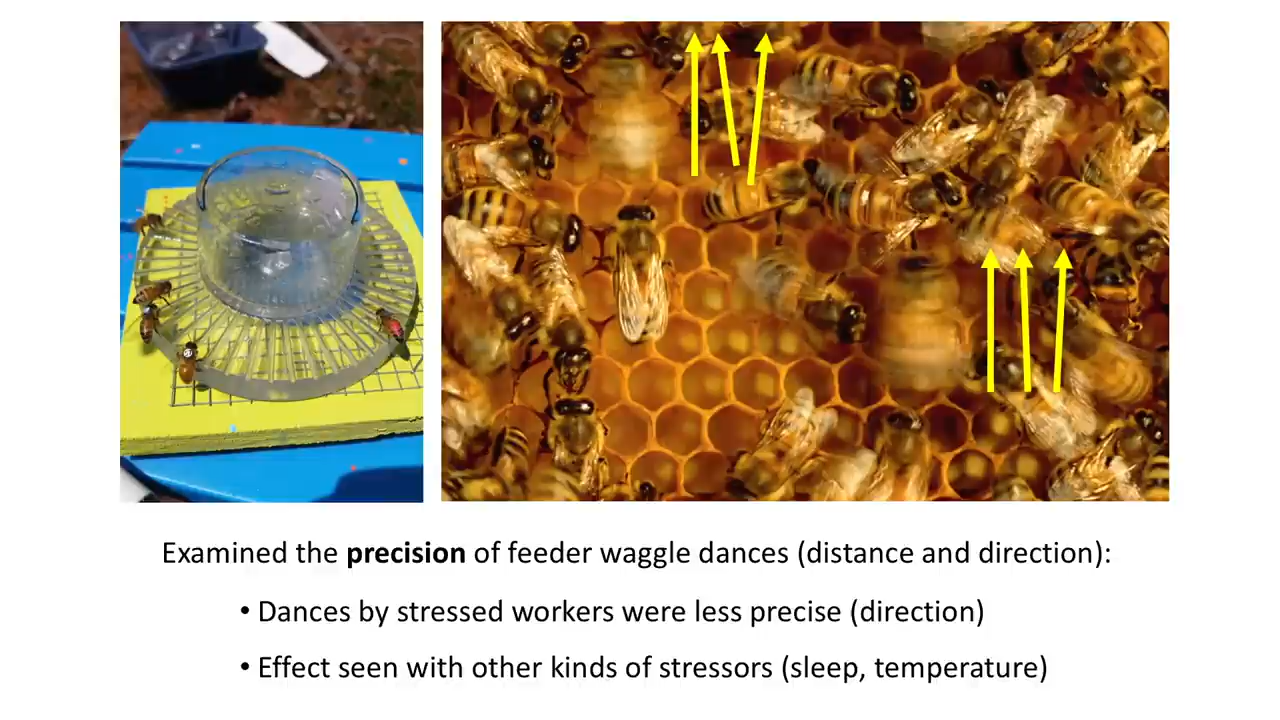 Examined the precision of feeder waggle dances (distance and direction):
• Dances by stressed workers were less precise (direction)
• Effect seen with other kinds of stressors (sleep, temperature)